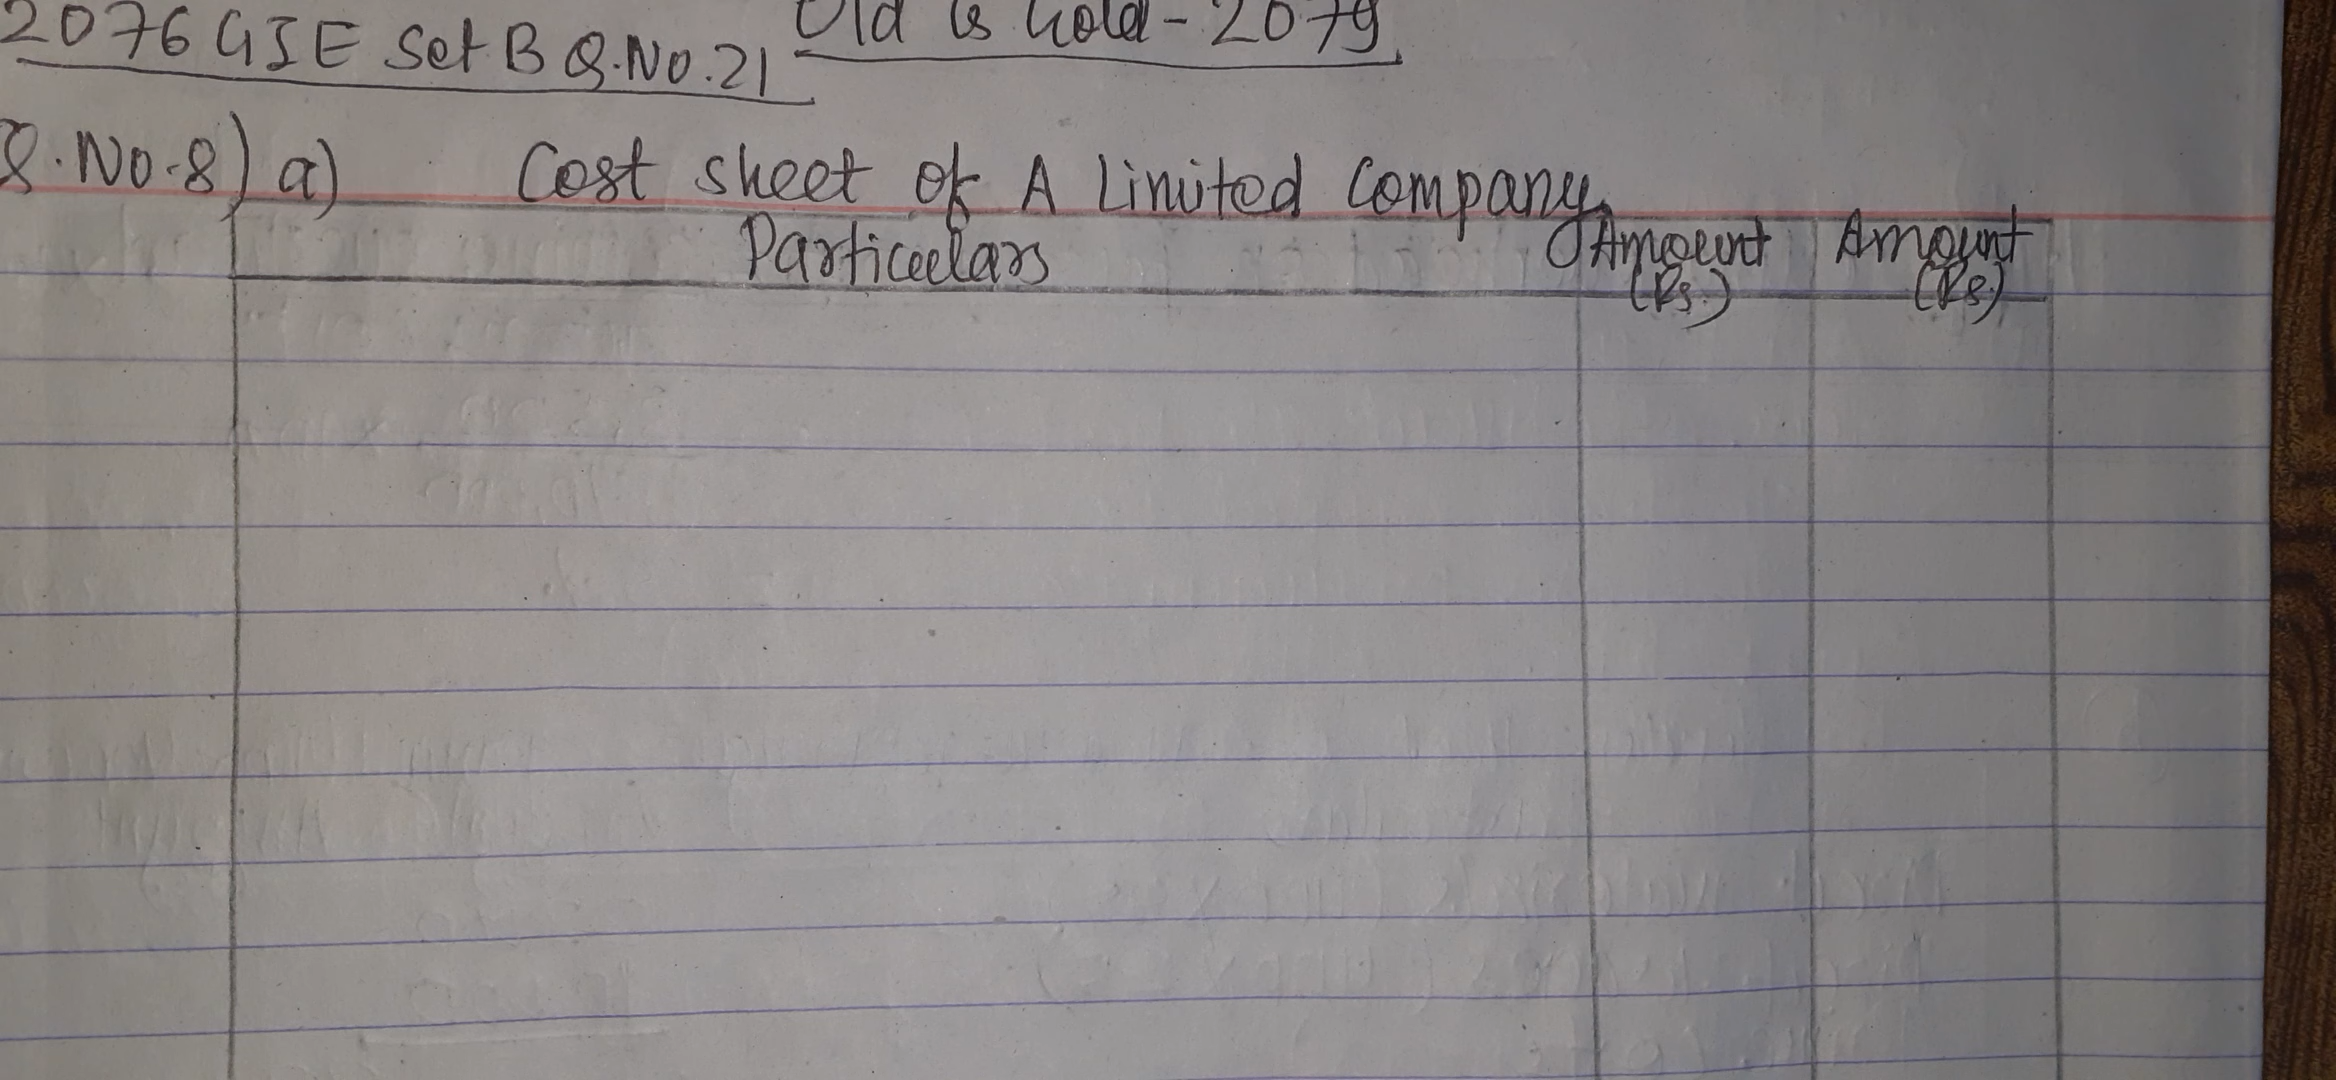 2076 GIE Set B Q.No.21
Old is Gold - 2079
Q.No.8) a) Cost sheet of A Limited Company
Particulars Amount (Rs.) Amount (Rs.)